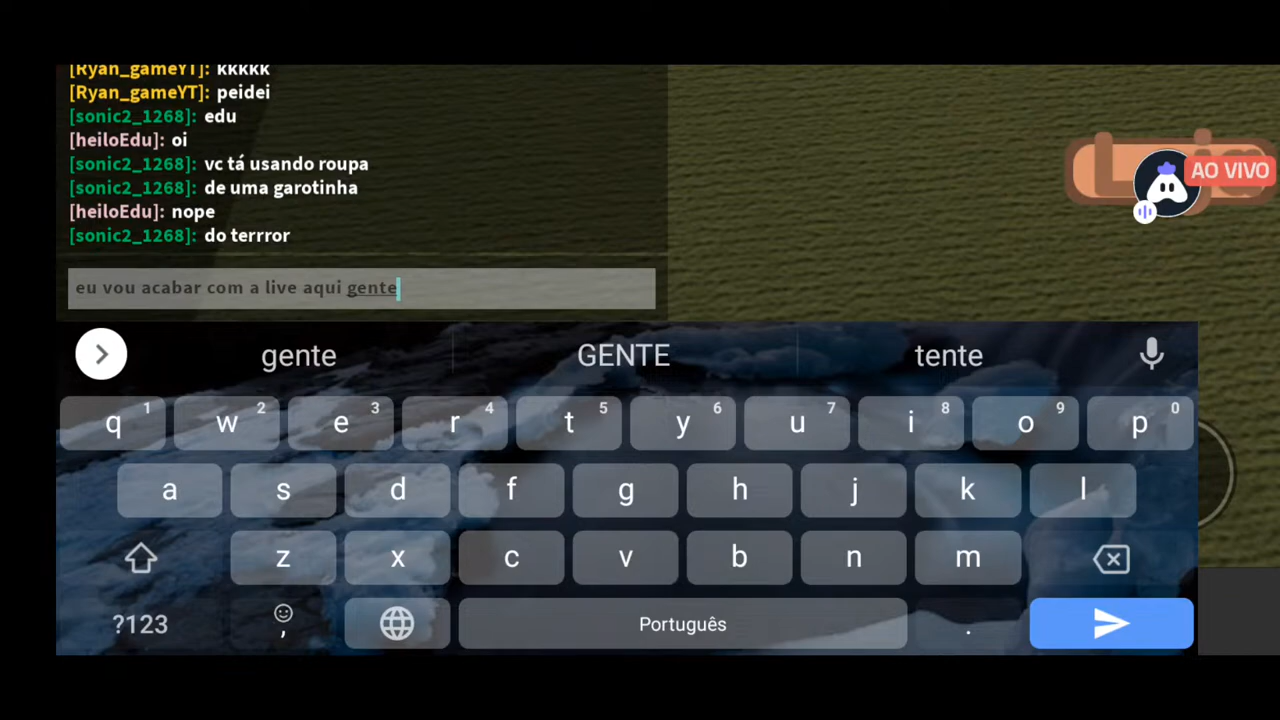 [Ryan_gameYT]: kkkkk
[Ryan_gameYT]: peidei
[sonic2_1268]: edu
[heiloEdu]: oi
[sonic2_1268]: vc tá usando roupa
[sonic2_1268]: de uma garotinha
[heiloEdu]: nope
[sonic2_1268]: do terrror
AO VIVO
eu vou acabar com a live aqui gente
gente GENTE tente
q 1 w 2 e 3 r 4 t 5 y 6 u 7 i 8 o 9 p 0
a s d f g h j k l
z x c v b n m
?123 , Português .